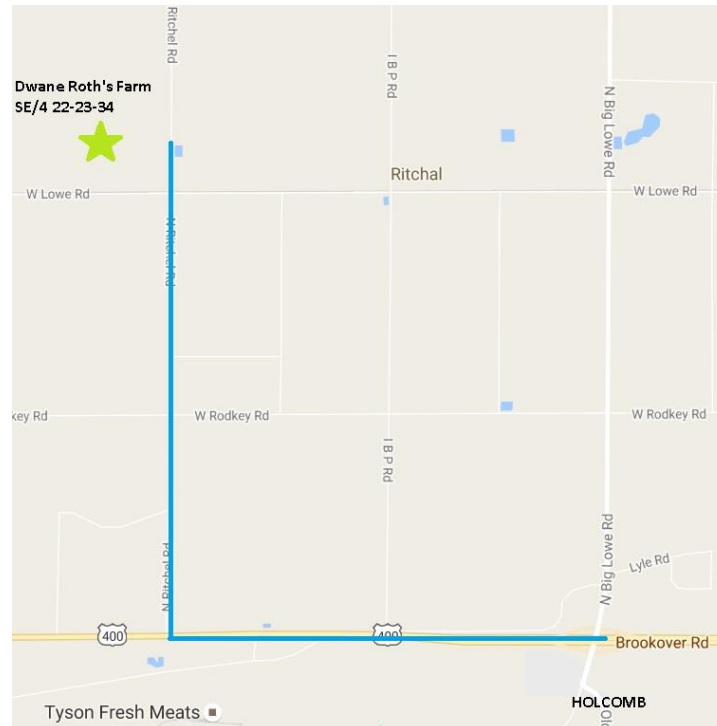 Ritchel Rd
Dwane Roth's Farm
SE/4 22-23-34
I B P Rd
N Big Lowe Rd
Ritchal
W Lowe Rd
W Lowe Rd
N Ritchel Rd
key Rd
W Rodkey Rd
W Rodkey Rd
I B P Rd
N Big Lowe Rd
Lyle Rd
N Ritchel Rd
400
400
Brookover Rd
Tyson Fresh Meats
HOLCOMB